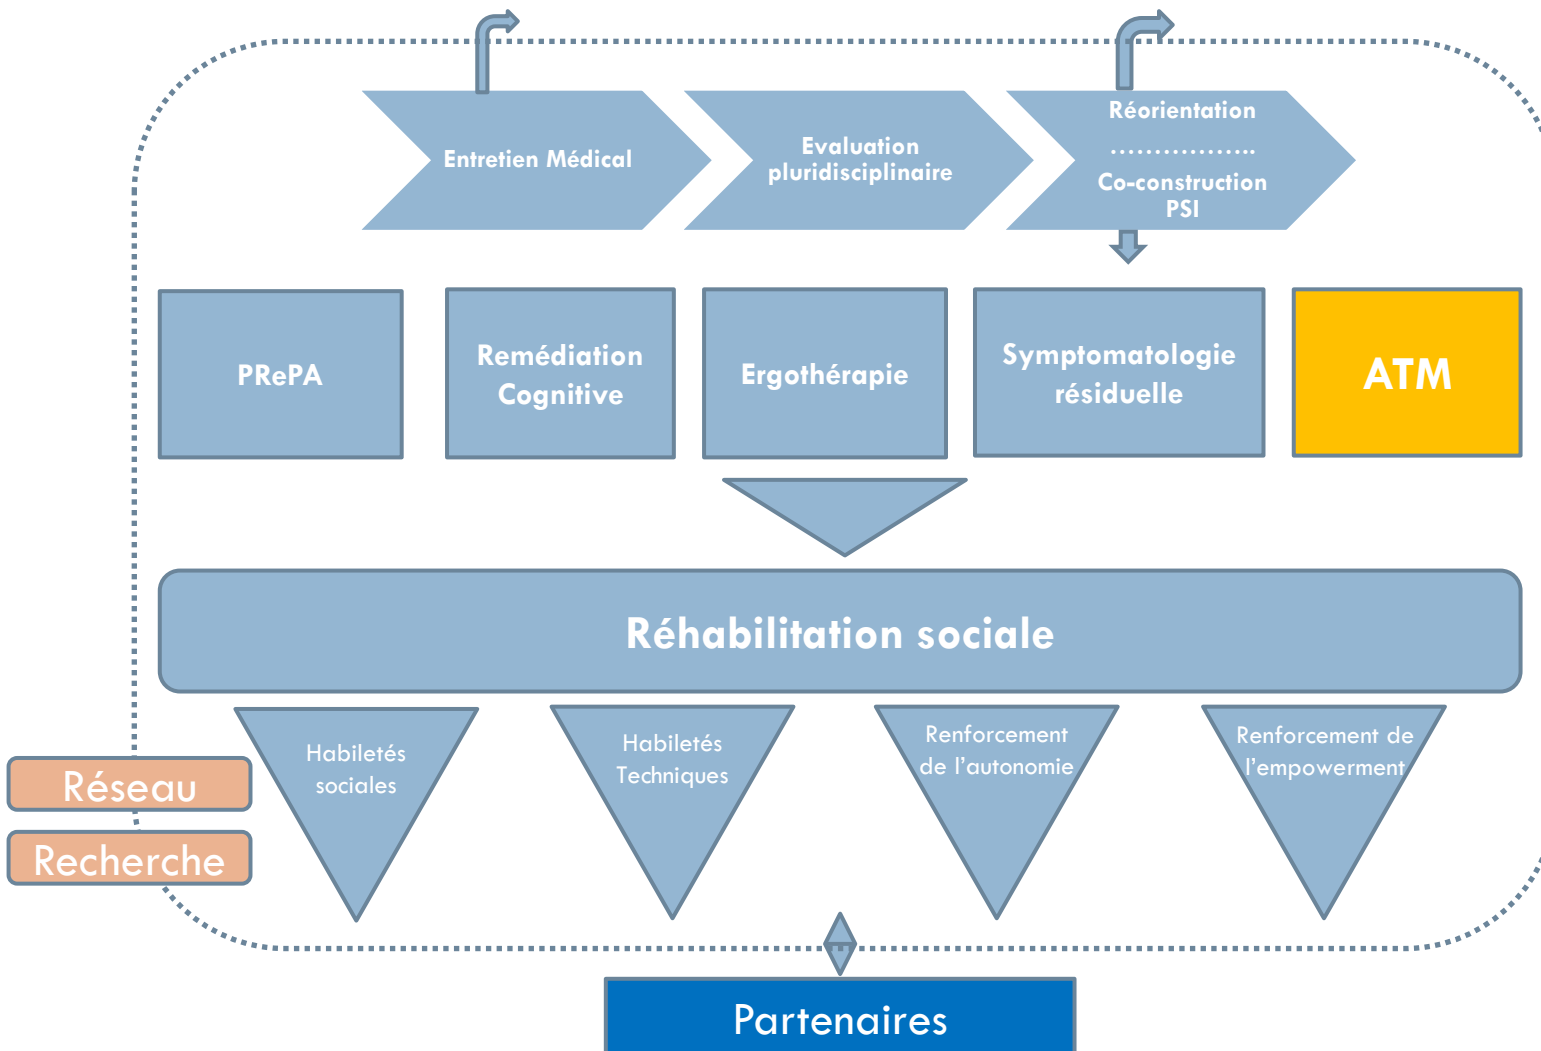 Entretien Médical
Evaluation
pluridisciplinaire
Réorientation
……………..
Co-construction
PSI
PRePA
Remédiation
Cognitive
Ergothérapie
Symptomatologie
résiduelle
ATM
Réhabilitation sociale
Habiletés
sociales
Habiletés
Techniques
Renforcement
de l’autonomie
Renforcement de
l’empowerment
Réseau
Recherche
Partenaires